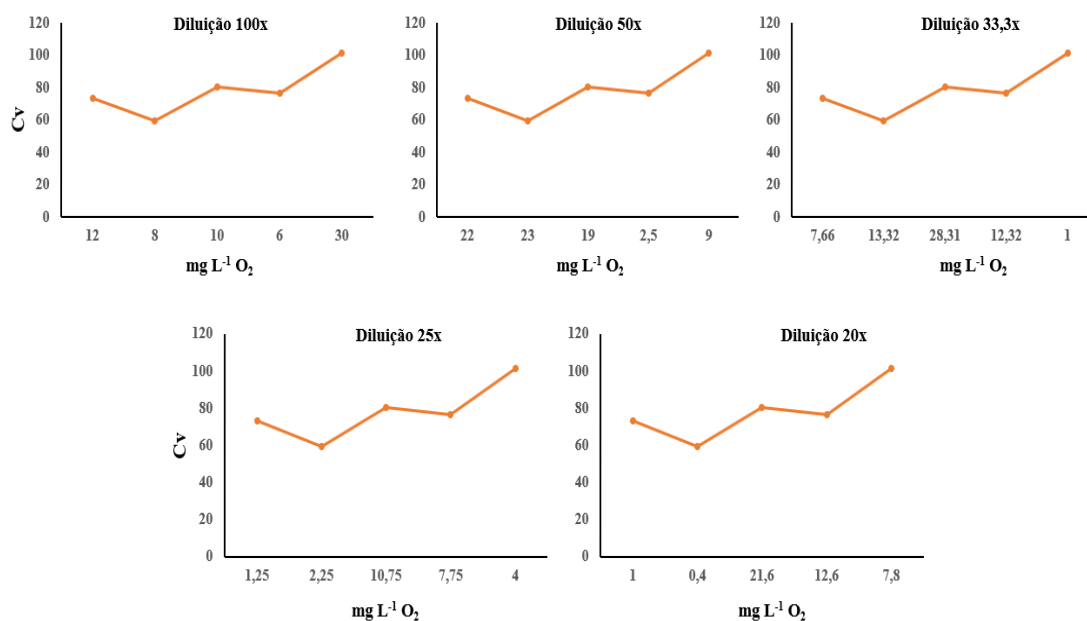 Diluição 100x
120
100
80
60
40
20
0
Cv
12 8 10 6 30
mg L⁻¹ O₂
Diluição 50x
120
100
80
60
40
20
0
22 23 19 2,5 9
mg L⁻¹ O₂
Diluição 33,3x
120
100
80
60
40
20
0
7,66 13,32 28,31 12,32 1
mg L⁻¹ O₂
Diluição 25x
120
100
80
60
40
20
0
Cv
1,25 2,25 10,75 7,75 4
mg L⁻¹ O₂
Diluição 20x
120
100
80
60
40
20
0
1 0,4 21,6 12,6 7,8
mg L⁻¹ O₂